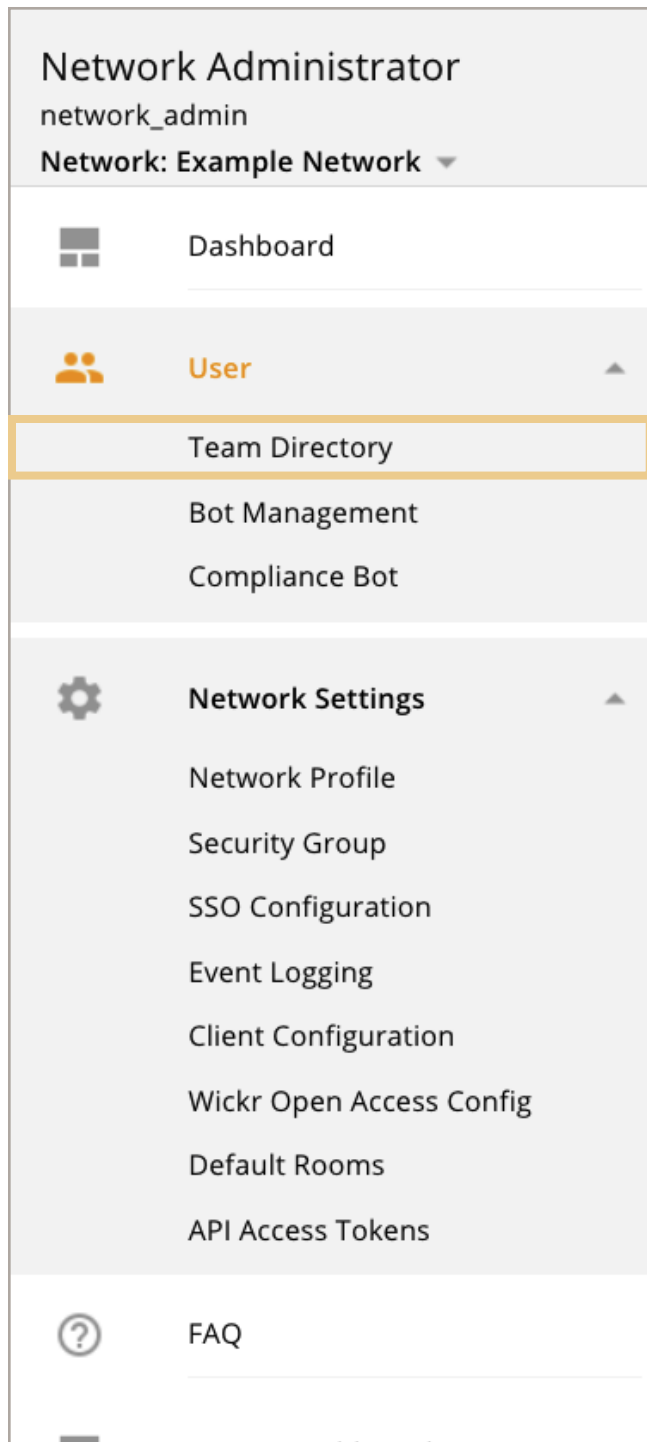 Network Administrator
network_admin
Network: Example Network
Dashboard
User
Team Directory
Bot Management
Compliance Bot
Network Settings
Network Profile
Security Group
SSO Configuration
Event Logging
Client Configuration
Wickr Open Access Config
Default Rooms
API Access Tokens
FAQ